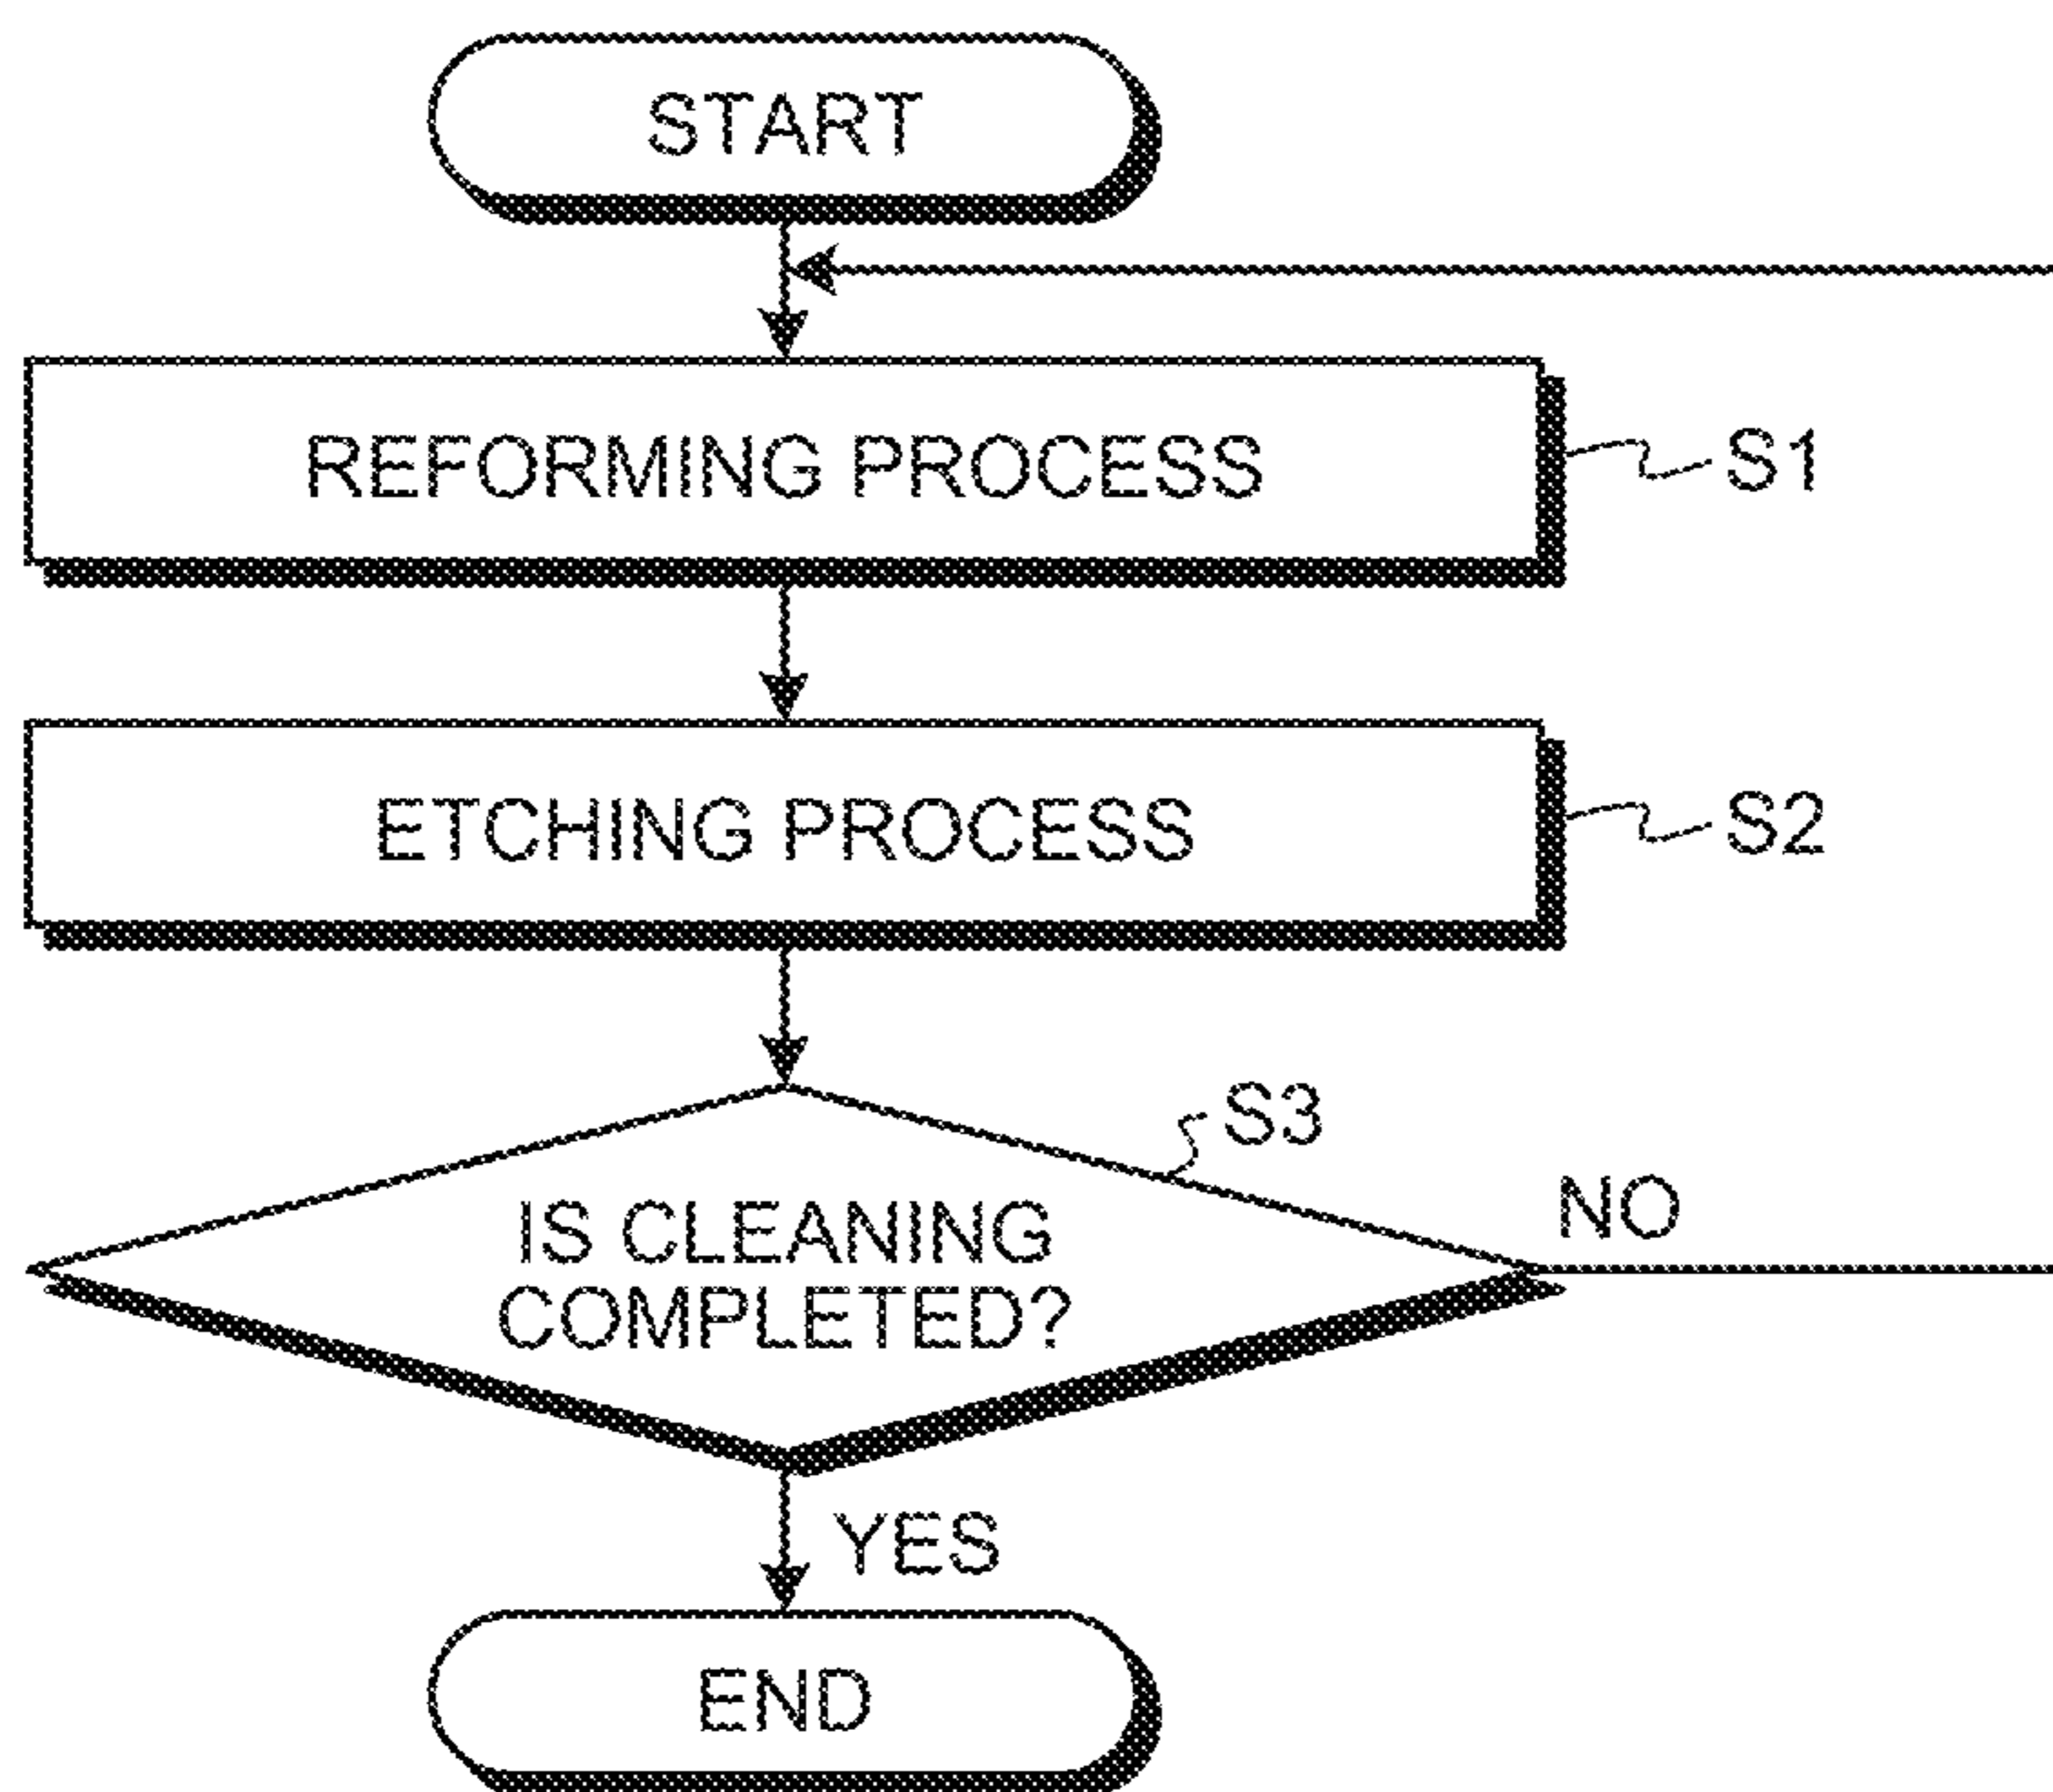 START
REFORMING PROCESS
S1
ETCHING PROCESS
S2
S3
IS CLEANING
COMPLETED?
NO
YES
END